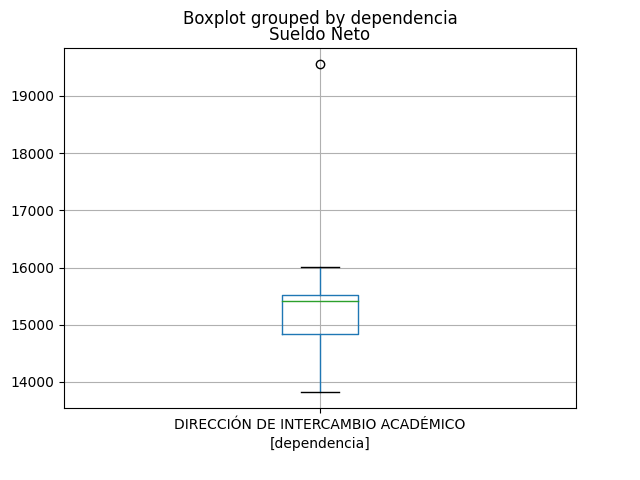 Boxplot grouped by dependencia
Sueldo Neto
19000
18000
17000
16000
15000
14000
DIRECCIÓN DE INTERCAMBIO ACADÉMICO
[dependencia]